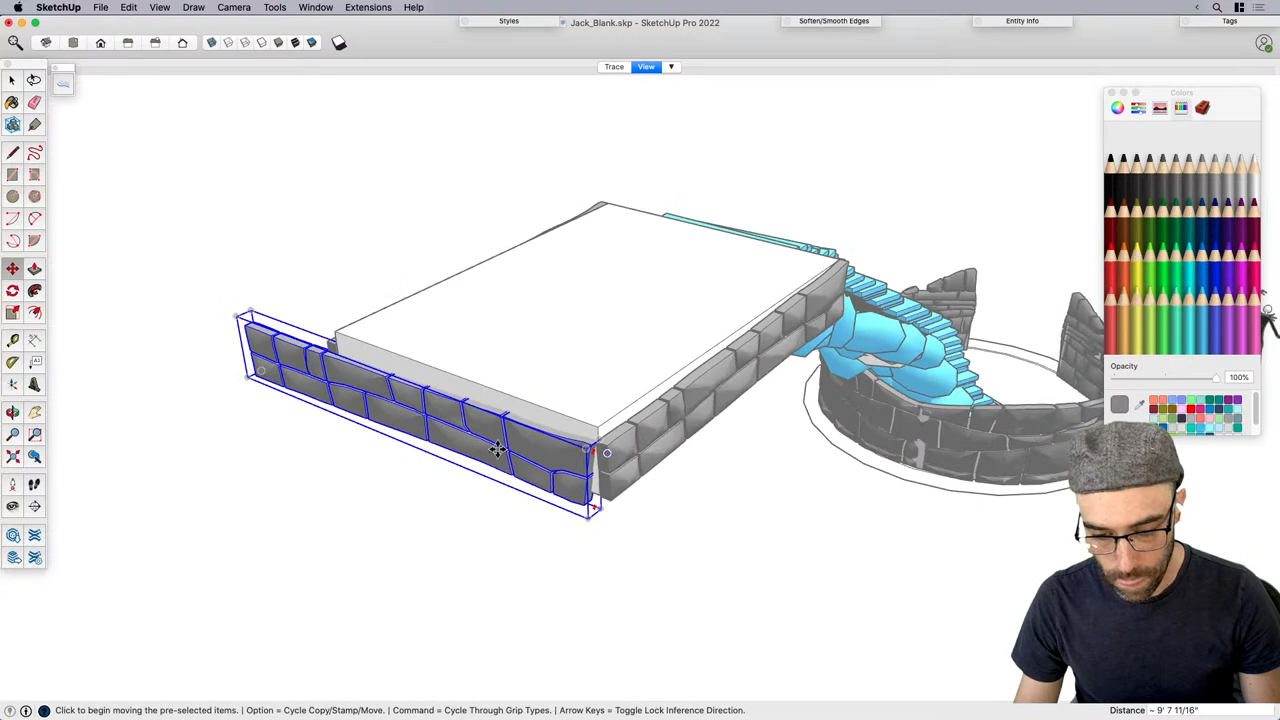 SketchUp File Edit View Draw Camera Tools Window Extensions Help
Styles
Jack_Blank.skp - SketchUp Pro 2022
Soften/Smooth Edges
Entity Info
Tags
Trace View
Colors
Opacity
100%
Click to begin moving the pre-selected items. | Option = Cycle Copy/Stamp/Move. | Command = Cycle Through Grip Types. | Arrow Keys = Toggle Lock Inference Direction.
Distance ~ 9' 7 11/16"